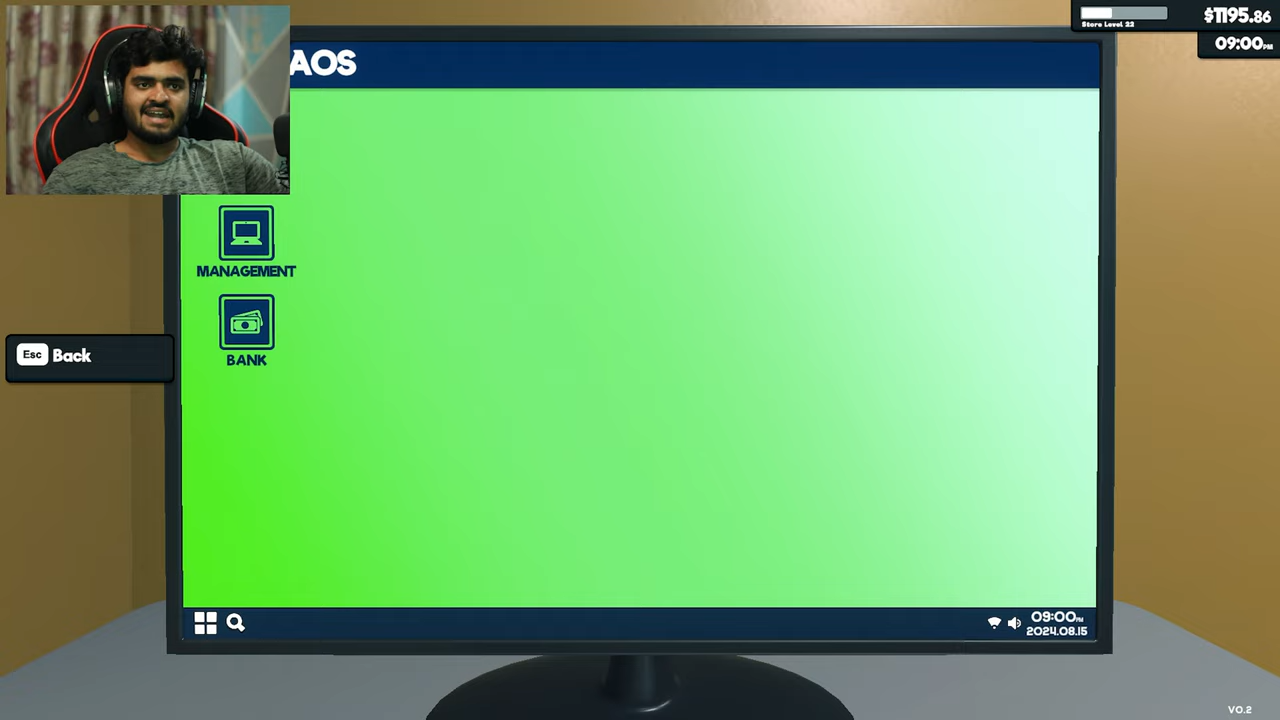 Store Level 22
$1195.86
09:00PM
AOS
MANAGEMENT
BANK
Esc Back
09:00PM
2024.08.15
V0.2